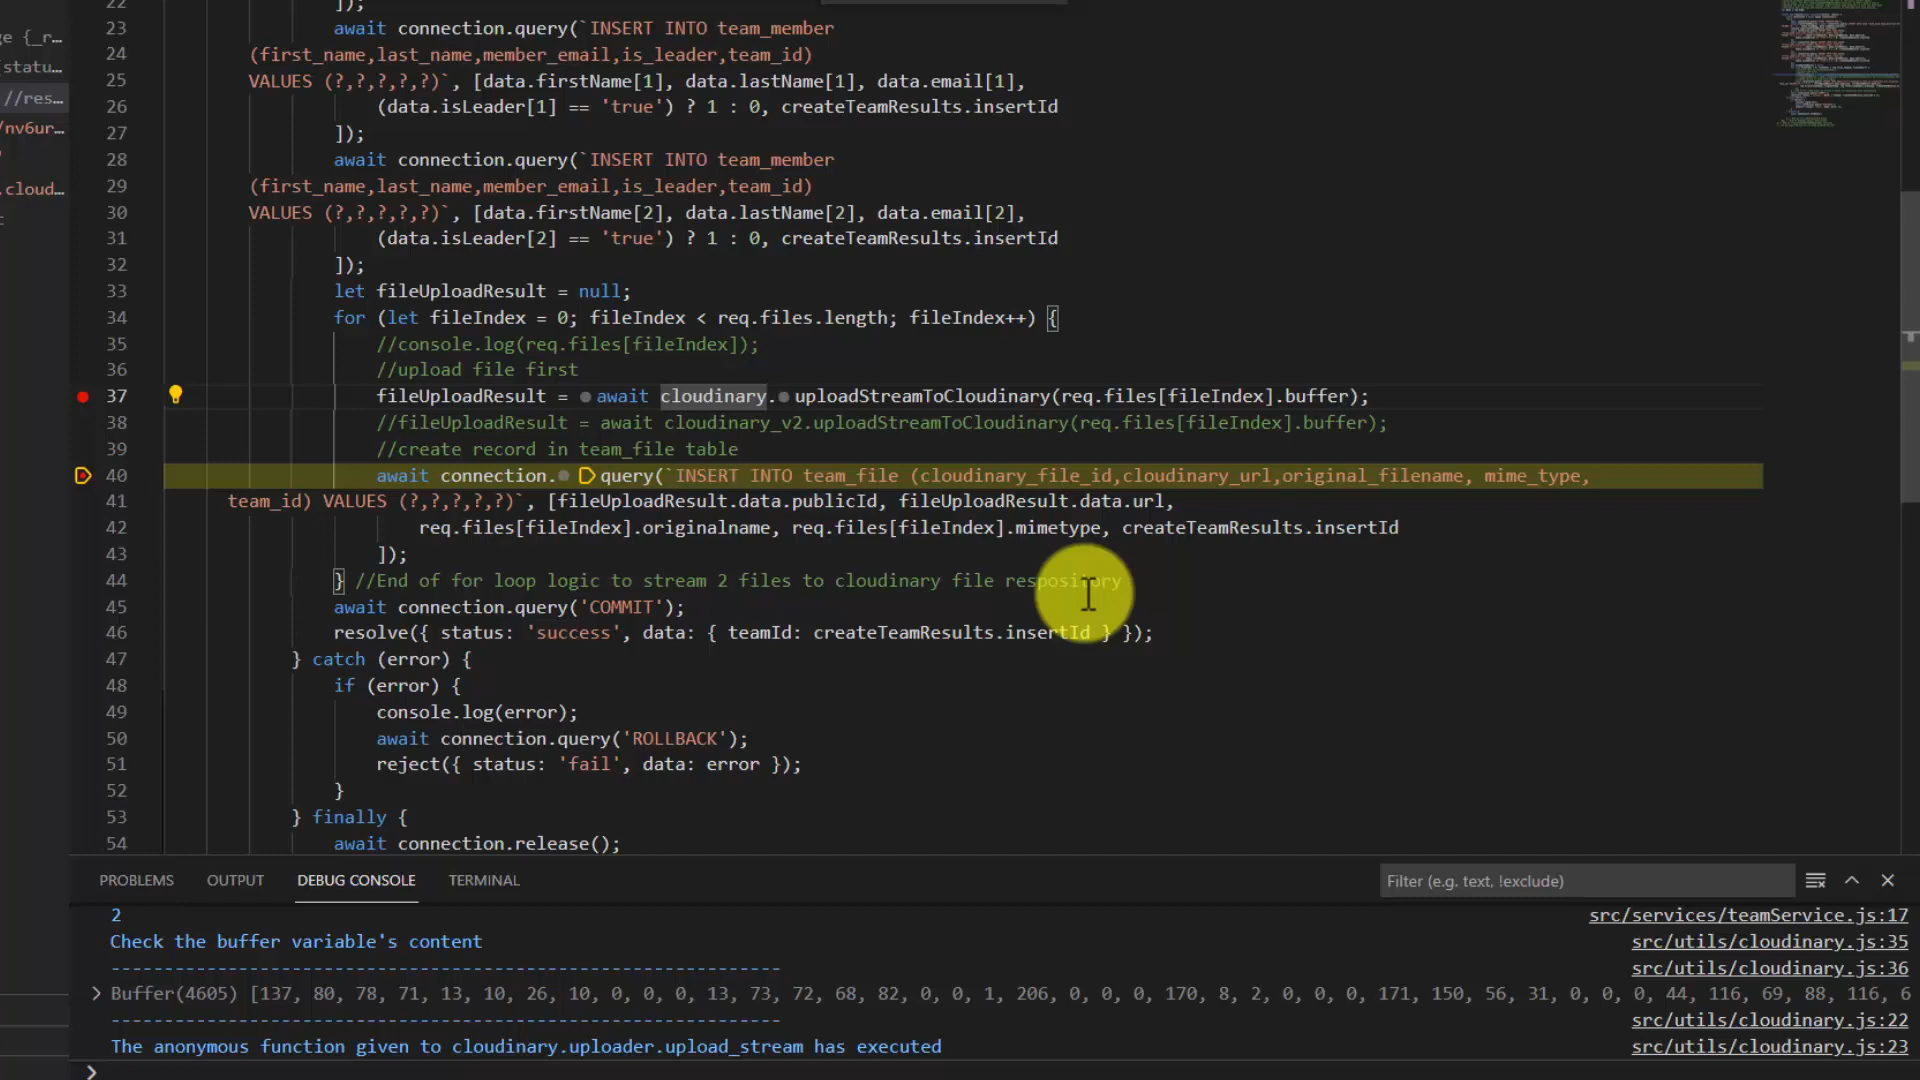 22 ]);
ge {_r…
23 await connection.query(`INSERT INTO team_member
24 (first_name,last_name,member_email,is_leader,team_id)
statu…
25 VALUES (?,?,?,?,?)`, [data.firstName[1], data.lastName[1], data.email[1],
//res…
26 (data.isLeader[1] == 'true') ? 1 : 0, createTeamResults.insertId
/nv6ur…
27 ]);
28 await connection.query(`INSERT INTO team_member
29 (first_name,last_name,member_email,is_leader,team_id)
.cloud…
30 VALUES (?,?,?,?,?)`, [data.firstName[2], data.lastName[2], data.email[2],
31 (data.isLeader[2] == 'true') ? 1 : 0, createTeamResults.insertId
32 ]);
33 let fileUploadResult = null;
34 for (let fileIndex = 0; fileIndex < req.files.length; fileIndex++) {
35 //console.log(req.files[fileIndex]);
36 //upload file first
37 fileUploadResult = await cloudinary.uploadStreamToCloudinary(req.files[fileIndex].buffer);
38 //fileUploadResult = await cloudinary_v2.uploadStreamToCloudinary(req.files[fileIndex].buffer);
39 //create record in team_file table
40 await connection.query(`INSERT INTO team_file (cloudinary_file_id,cloudinary_url,original_filename, mime_type,
41 team_id) VALUES (?,?,?,?,?)`, [fileUploadResult.data.publicId, fileUploadResult.data.url,
42 req.files[fileIndex].originalname, req.files[fileIndex].mimetype, createTeamResults.insertId
43 ]);
44 } //End of for loop logic to stream 2 files to cloudinary file respository
45 await connection.query('COMMIT');
46 resolve({ status: 'success', data: { teamId: createTeamResults.insertId } });
47 } catch (error) {
48 if (error) {
49 console.log(error);
50 await connection.query('ROLLBACK');
51 reject({ status: 'fail', data: error });
52 }
53 } finally {
54 await connection.release();
PROBLEMS OUTPUT DEBUG CONSOLE TERMINAL Filter (e.g. text, !exclude)
2 src/services/teamService.js:17
Check the buffer variable's content src/utils/cloudinary.js:35
--------------------------------------------------------------- src/utils/cloudinary.js:36
> Buffer(4605) [137, 80, 78, 71, 13, 10, 26, 10, 0, 0, 0, 13, 73, 72, 68, 82, 0, 0, 1, 206, 0, 0, 0, 170, 8, 2, 0, 0, 0, 171, 150, 56, 31, 0, 0, 0, 44, 116, 69, 88, 116, 6
--------------------------------------------------------------- src/utils/cloudinary.js:22
The anonymous function given to cloudinary.uploader.upload_stream has executed src/utils/cloudinary.js:23
>